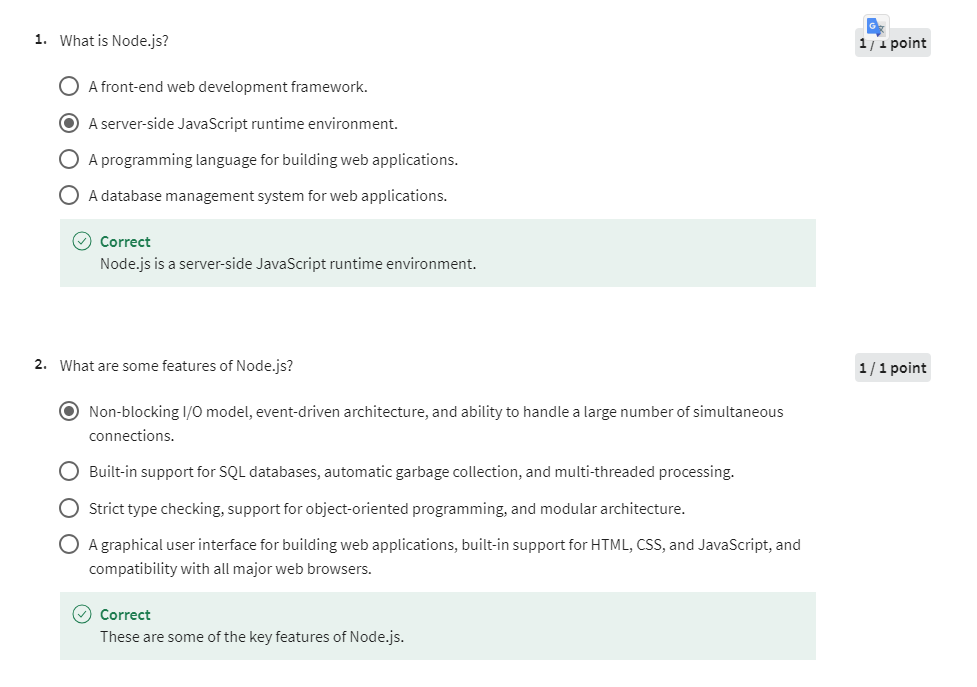 1. What is Node.js?
1 / 1 point
A front-end web development framework.
A server-side JavaScript runtime environment.
A programming language for building web applications.
A database management system for web applications.
Correct
Node.js is a server-side JavaScript runtime environment.
2. What are some features of Node.js?
1 / 1 point
Non-blocking I/O model, event-driven architecture, and ability to handle a large number of simultaneous
connections.
Built-in support for SQL databases, automatic garbage collection, and multi-threaded processing.
Strict type checking, support for object-oriented programming, and modular architecture.
A graphical user interface for building web applications, built-in support for HTML, CSS, and JavaScript, and
compatibility with all major web browsers.
Correct
These are some of the key features of Node.js.